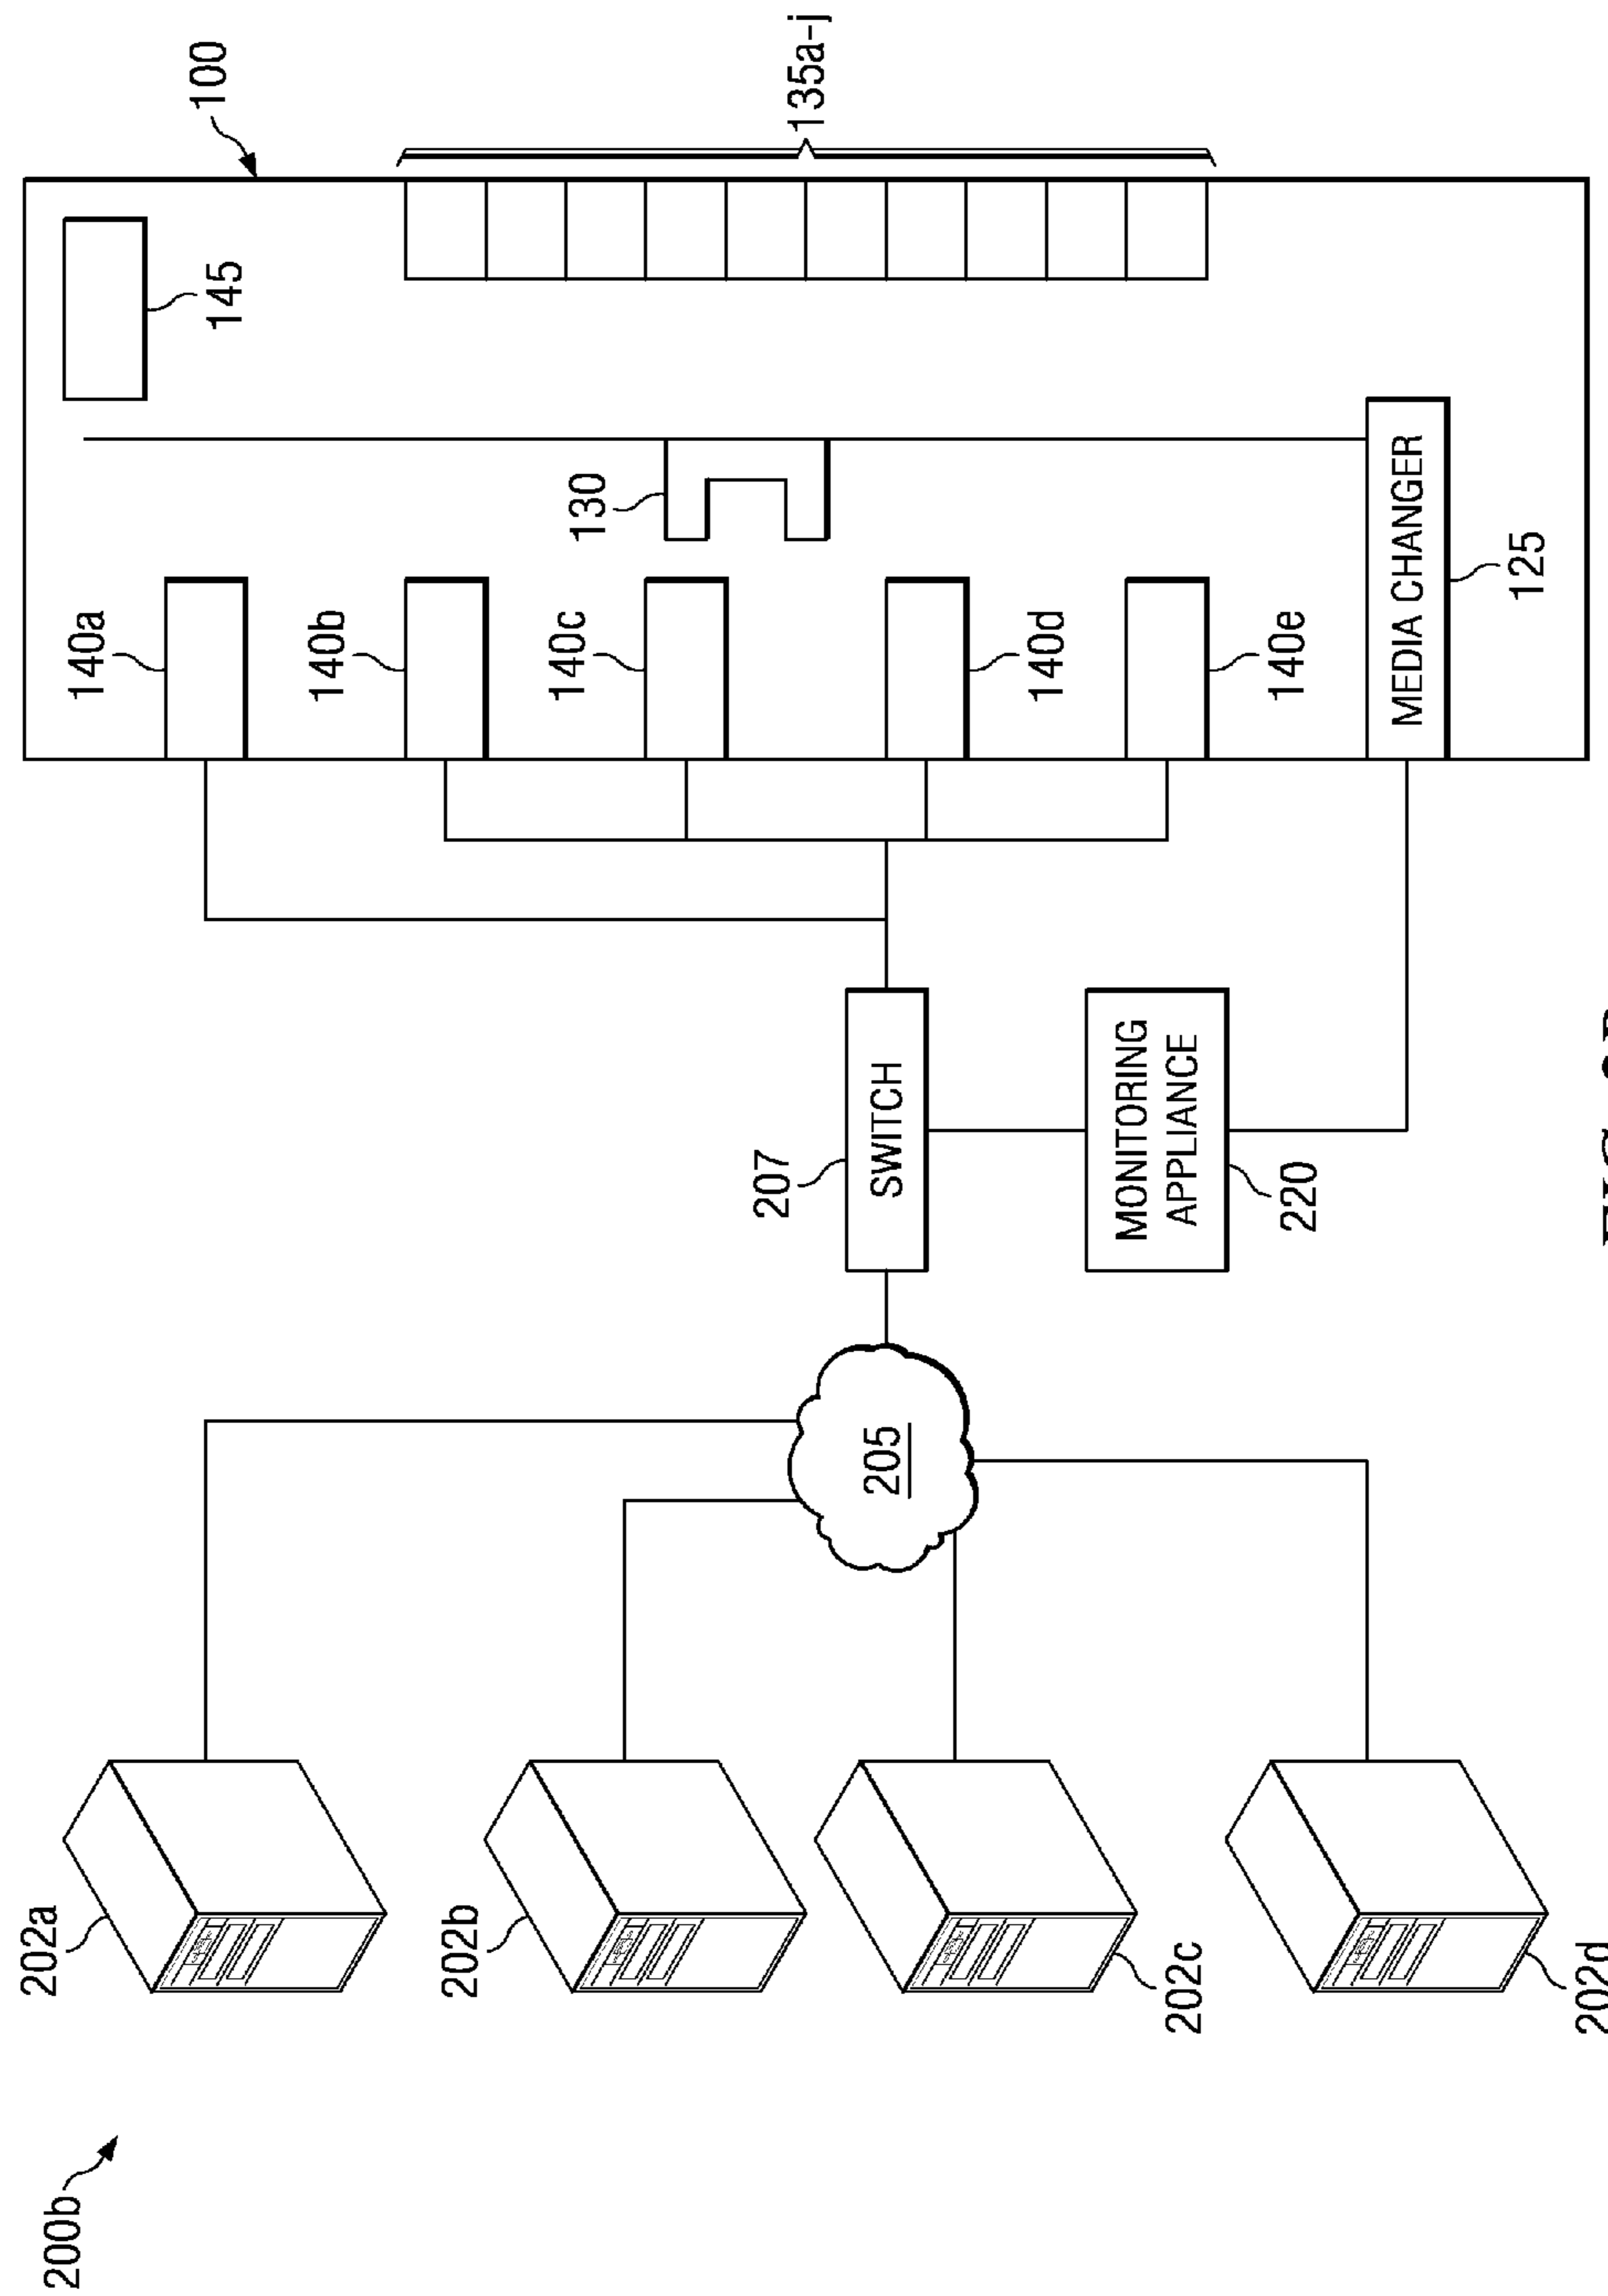 200b
202a
202b
202c
202d
205
207
SWITCH
MONITORING
APPLIANCE
220
100
140a
140b
140c
140d
140e
130
145
135a-j
MEDIA CHANGER
125